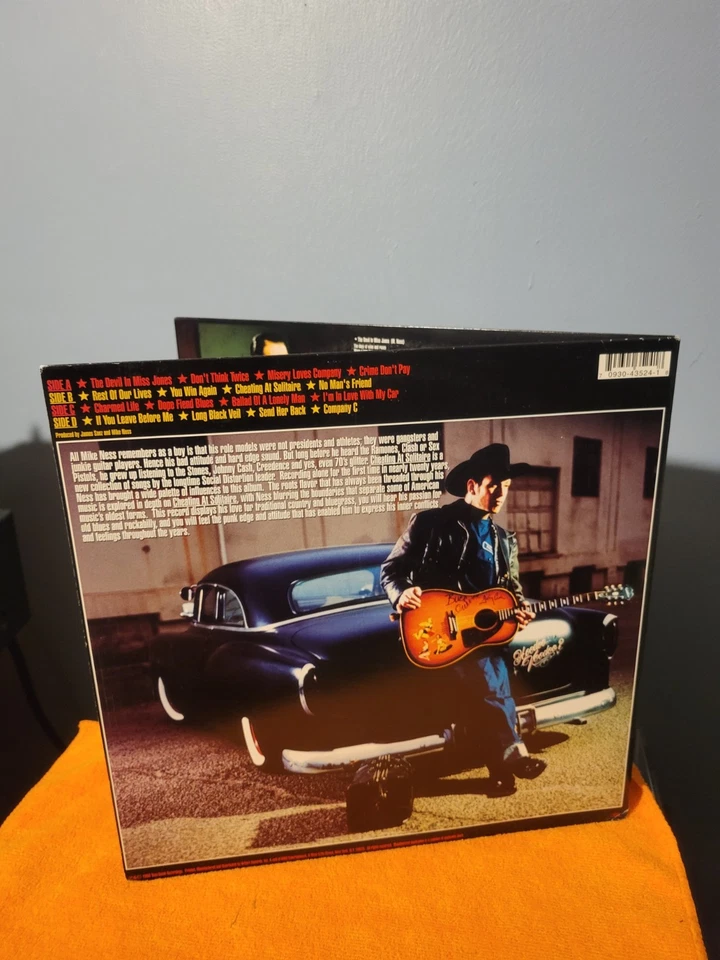 • The Devil in Miss Jones (M. Ness)
SIDE A ★ The Devil In Miss Jones ★ Don't Think Twice ★ Misery Loves Company ★ Crime Don't Pay
SIDE B ★ Rest Of Our Lives ★ You Win Again ★ Cheating At Solitaire ★ No Man's Friend
SIDE C ★ Charmed Life ★ Dope Fiend Blues ★ Ballad Of A Lonely Man ★ I'm In Love With My Car
SIDE D ★ If You Leave Before Me ★ Long Black Veil ★ Send Her Back ★ Company C
Produced by James Saez and Mike Ness
0930-43524-1
All Mike Ness remembers as a boy is that his role models were not presidents and athletes; they were gangsters and
junkie guitar players. Hence his bad attitude and hard edge sound. But long before he heard the Ramones, Clash or Sex
Pistols, he grew up listening to the Stones, Johnny Cash, Creedence and yes, even 70's glitter. Cheating At Solitaire is a
new collection of songs by the longtime Social Distortion leader. Recording alone for the first time in nearly twenty years,
Ness has brought a wide palette of influences to this album. The roots flavor that has always been threaded through his
music is explored in depth on Cheating At Solitaire, with Ness blurring the boundaries that separate some of America
music's oldest forms. This record displays his love for traditional country and bluegrass, and his passion for
old blues and rockabilly, and you will feel the punk edge and mindset that has enabled him to express his inner conflicts
and feelings throughout the years.